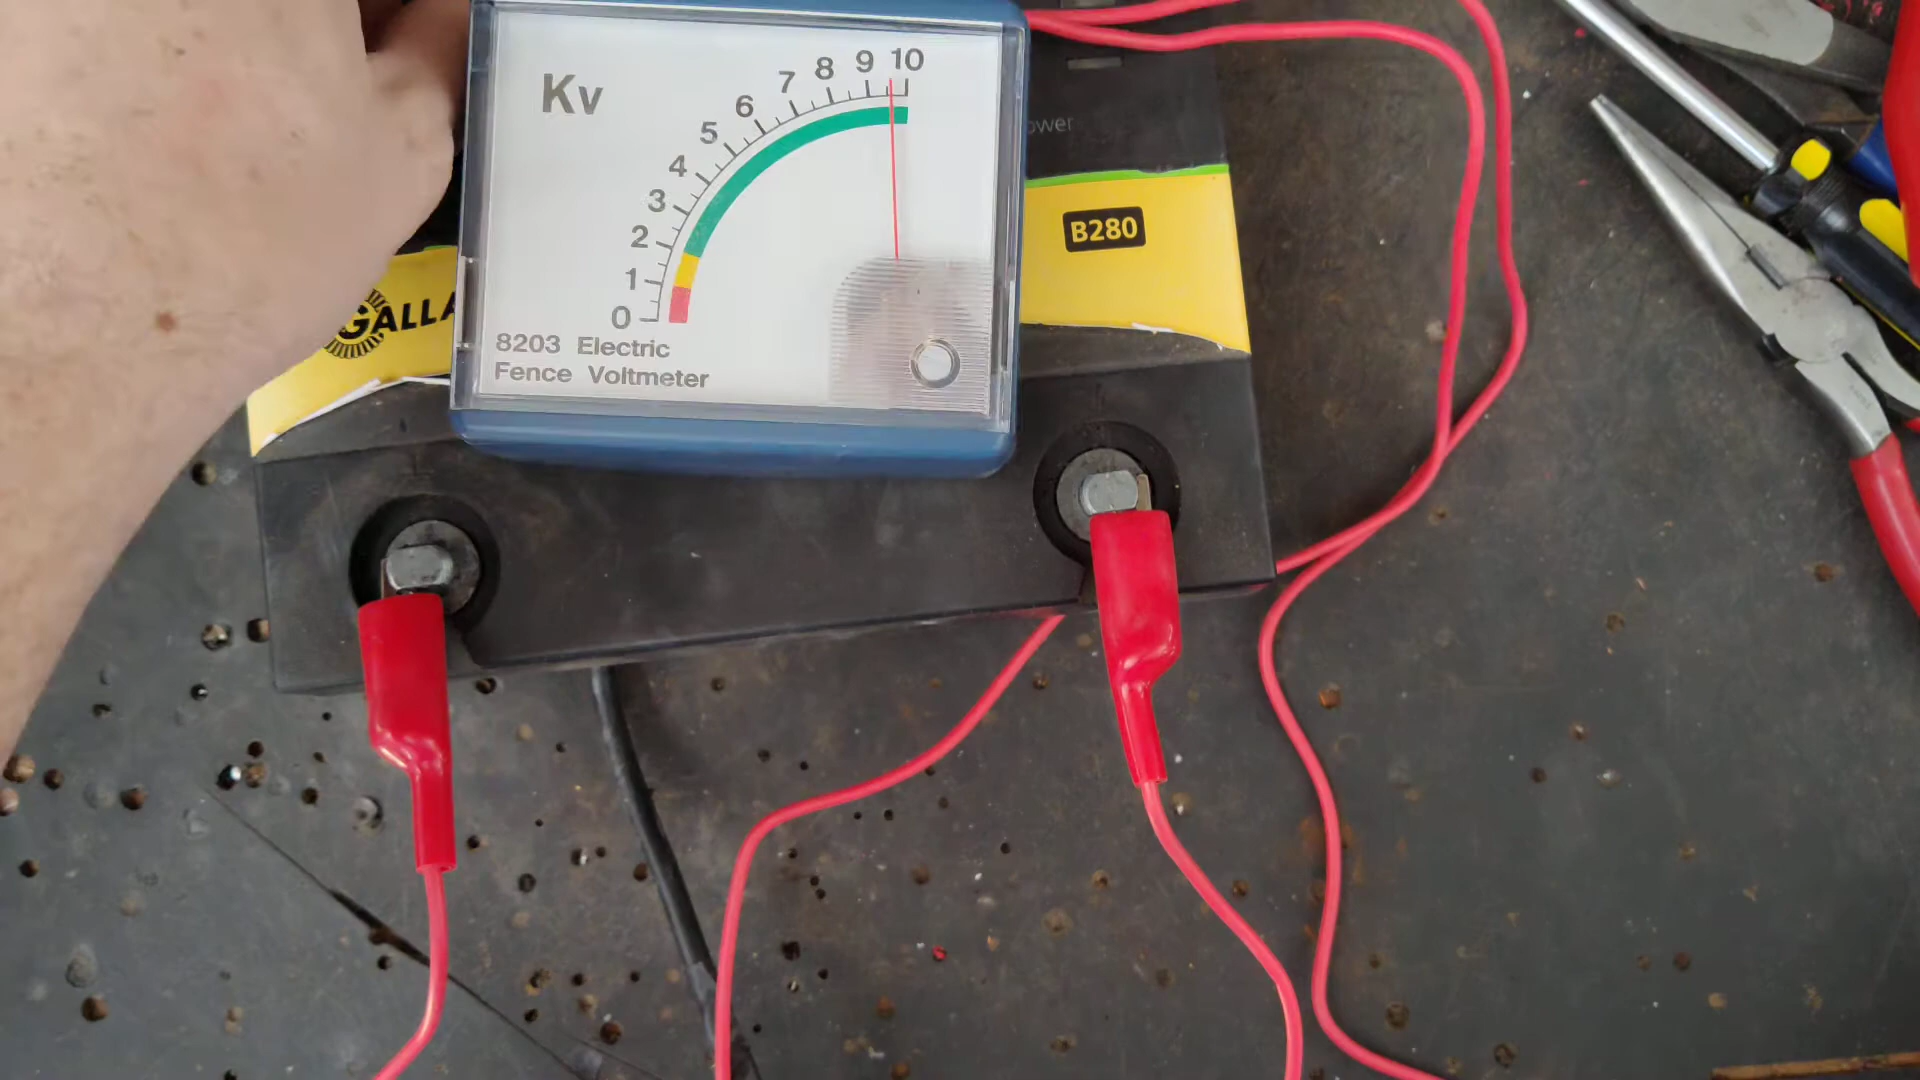 Kv
0 1 2 3 4 5 6 7 8 9 10
8203 Electric
Fence Voltmeter
ower
B280
GALLA